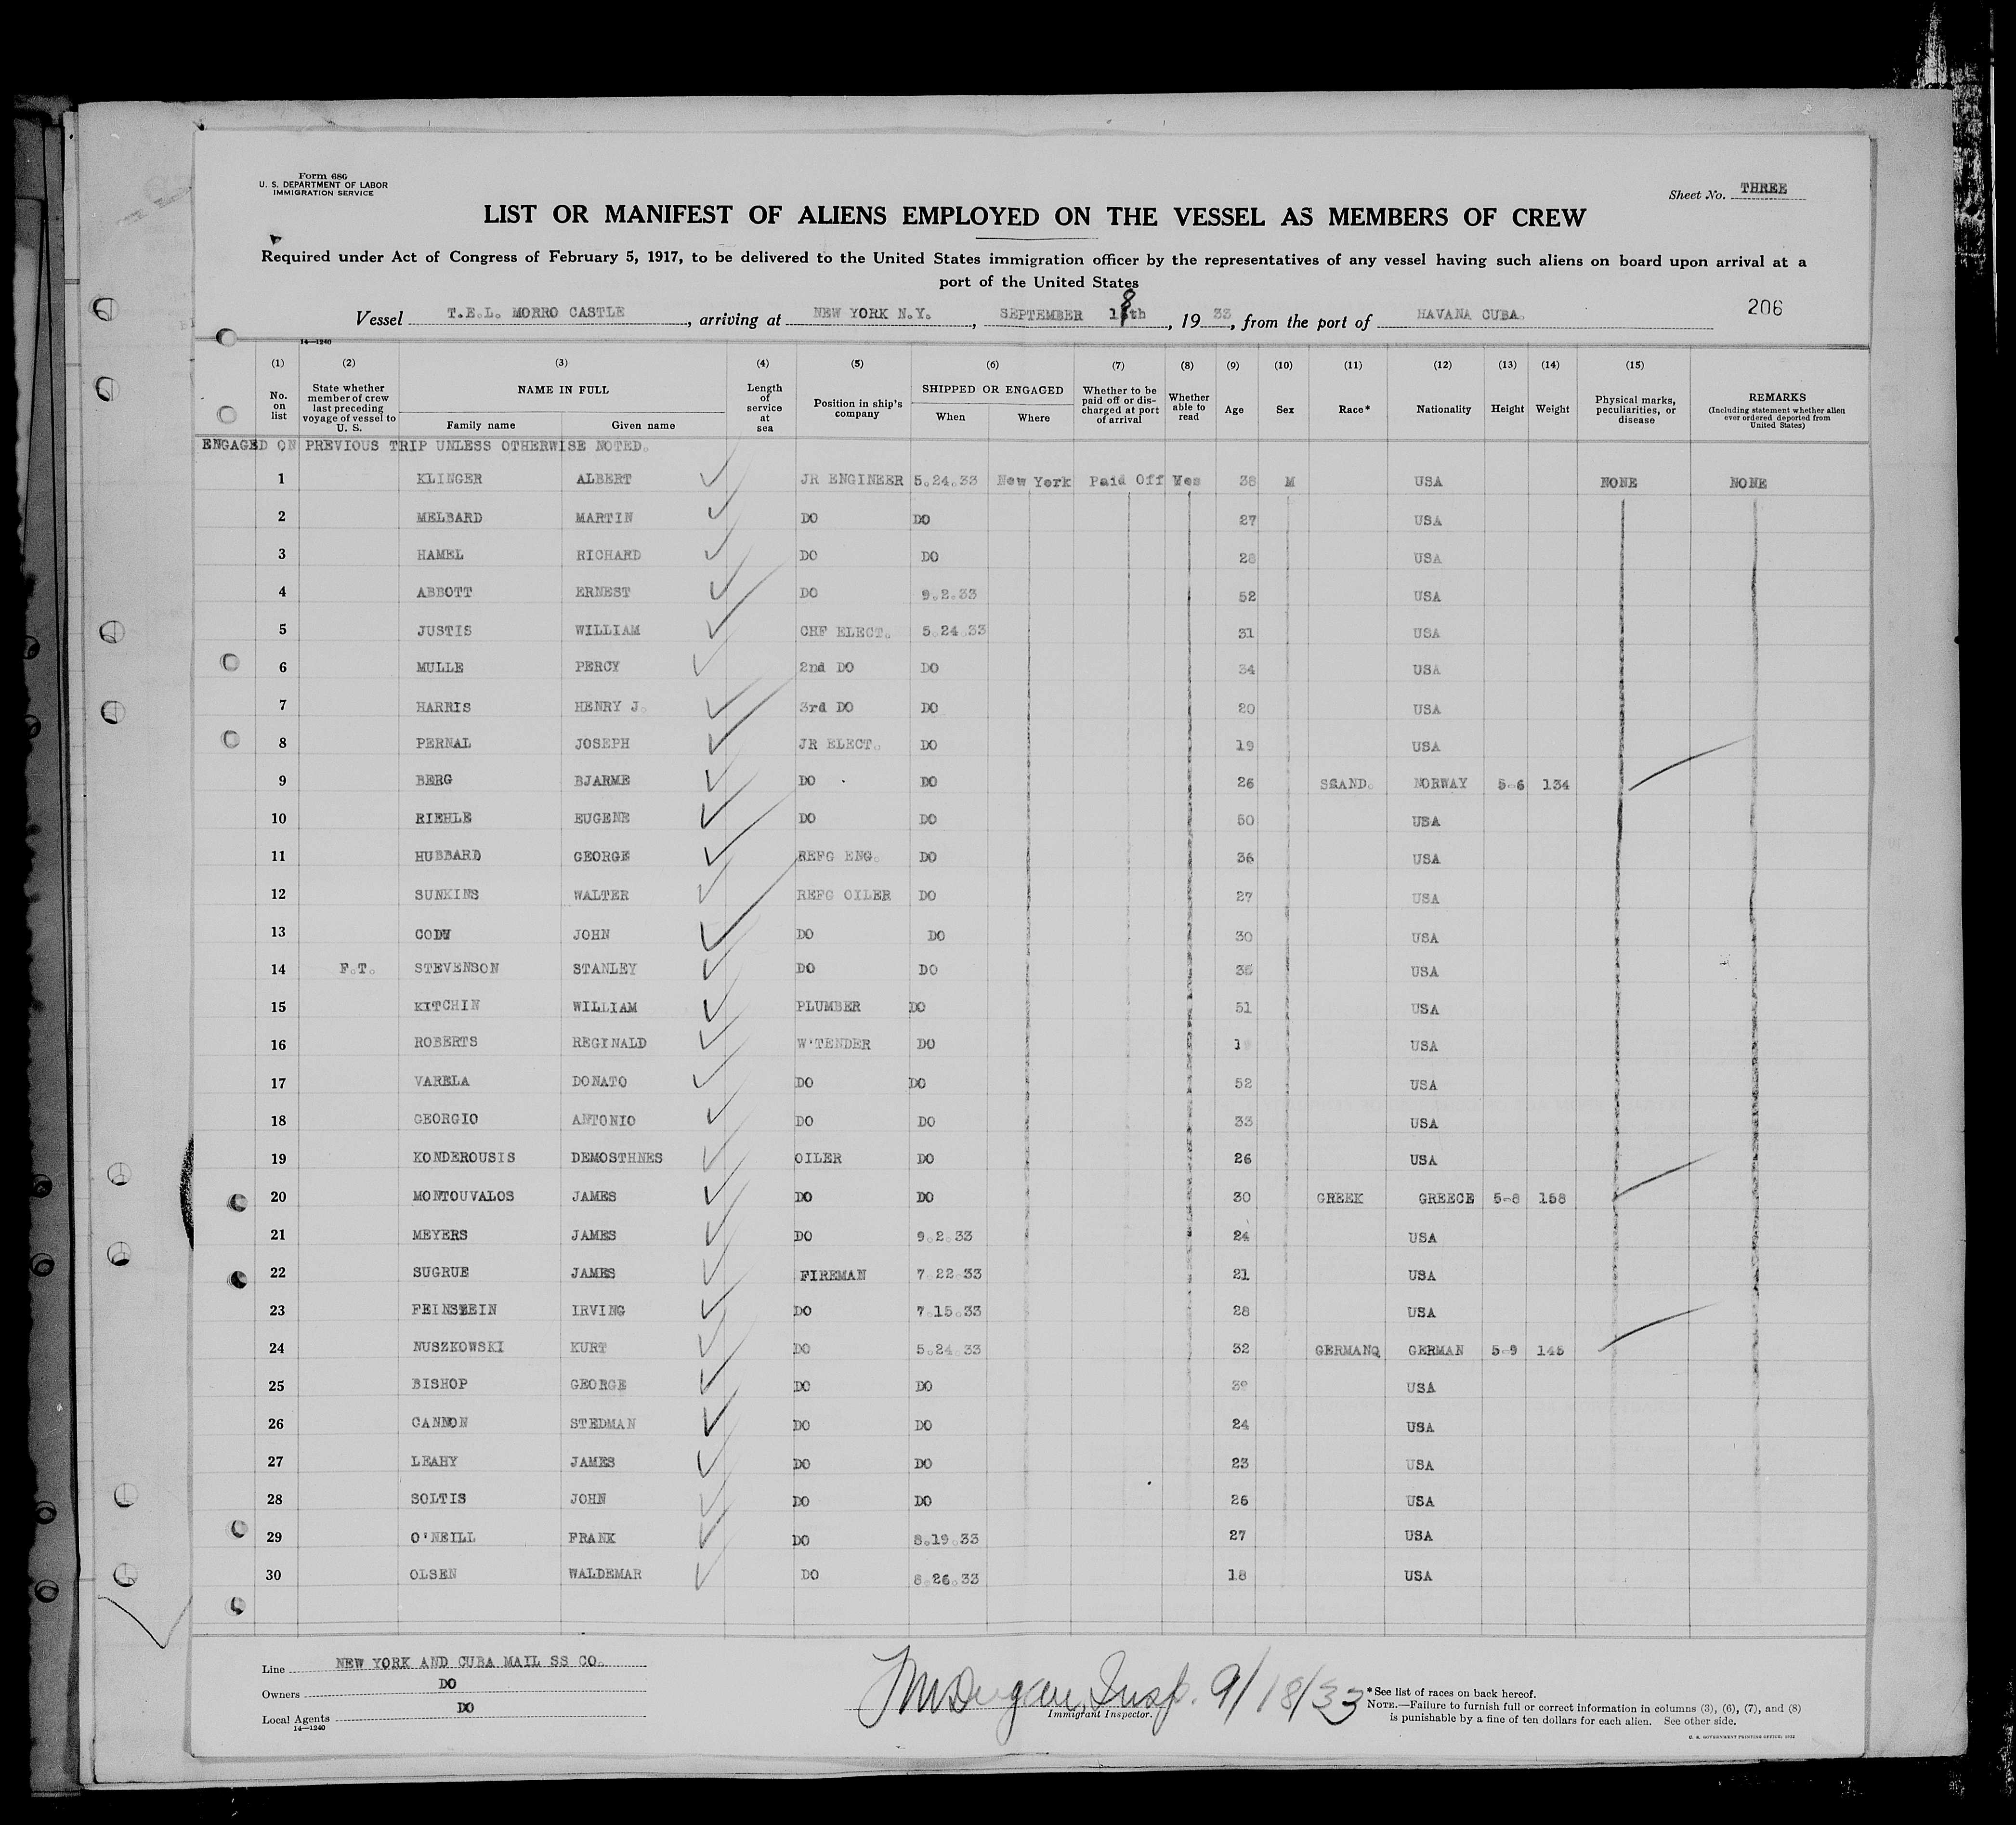 Form 680
U. S. DEPARTMENT OF LABOR
IMMIGRATION SERVICE
Sheet No. THREE
LIST OR MANIFEST OF ALIENS EMPLOYED ON THE VESSEL AS MEMBERS OF CREW
Required under Act of Congress of February 5, 1917, to be delivered to the United States immigration officer by the representatives of any vessel having such aliens on board upon arrival at a
port of the United States
Vessel T.E.L. MORRO CASTLE, arriving at NEW YORK N.Y., SEPTEMBER 18th, 1933, from the port of HAVANA CUBA. 206
14—1240
(1) (2) (3) (4) (5) (6) (7) (8) (9) (10) (11) (12) (13) (14) (15)
No. on list State whether member of crew last preceding voyage of vessel to U. S. NAME IN FULL Family name Given name Length of service at sea Position in ship's company SHIPPED OR ENGAGED When Where Whether to be paid off or discharged at port of arrival Whether able to read Age Sex Race* Nationality Height Weight Physical marks, peculiarities, or disease REMARKS (Including statement whether alien ever ordered deported from United States)
ENGAGED ON PREVIOUS TRIP UNLESS OTHERWISE NOTED.
1 KLINGER ALBERT JR ENGINEER 5.24.33 New York Paid Off Yes 38 M USA NONE NONE
2 MELBARD MARTIN DO DO 27 USA
3 HAMEL RICHARD DO DO 28 USA
4 ABBOTT ERNEST DO 9.2.33 52 USA
5 JUSTIS WILLIAM CHF ELECT. 5.24.33 31 USA
6 MULLE PERCY 2nd DO DO 34 USA
7 HARRIS HENRY J. 3rd DO DO 20 USA
8 PERNAL JOSEPH JR ELECT. DO 19 USA
9 BERG BJARME DO DO 26 SCAND. NORWAY 5-6 134
10 RIEHLE EUGENE DO DO 50 USA
11 HUBBARD GEORGE REFG ENG. DO 36 USA
12 SUNKINS WALTER REFG OILER DO 27 USA
13 CODY JOHN DO DO 30 USA
14 F.T. STEVENSON STANLEY DO DO 35 USA
15 KITCHIN WILLIAM PLUMBER DO 51 USA
16 ROBERTS REGINALD W'TENDER DO USA
17 VARELA DONATO DO DO 52 USA
18 GEORGIO ANTONIO DO DO 33 USA
19 KONDEROUSIS DEMOSTHNES OILER DO 26 USA
20 MONTOUVALOS JAMES DO DO 30 GREEK GREECE 5-8 158
21 MEYERS JAMES DO 9.2.33 24 USA
22 SUGRUE JAMES FIREMAN 7.22.33 21 USA
23 FEINSTEIN IRVING DO 7.15.33 28 USA
24 NUSZKOWSKI KURT DO 5.24.33 32 GERMANQ GERMAN 5-9 145
25 BISHOP GEORGE DO DO 39 USA
26 CANNON STEDMAN DO DO 24 USA
27 LEAHY JAMES DO DO 23 USA
28 SOLTIS JOHN DO DO 26 USA
29 O'NEILL FRANK DO 8.19.33 27 USA
30 OLSEN WALDEMAR DO 8.26.33 18 USA
Line NEW YORK AND CUBA MAIL SS CO.
Owners DO
Local Agents DO
14—1240
Insp. 9/18/33
Immigrant Inspector.
* See list of races on back hereof.
NOTE.—Failure to furnish full or correct information in columns (3), (6), (7), and (8)
is punishable by a fine of ten dollars for each alien. See other side.
U. S. GOVERNMENT PRINTING OFFICE: 1932